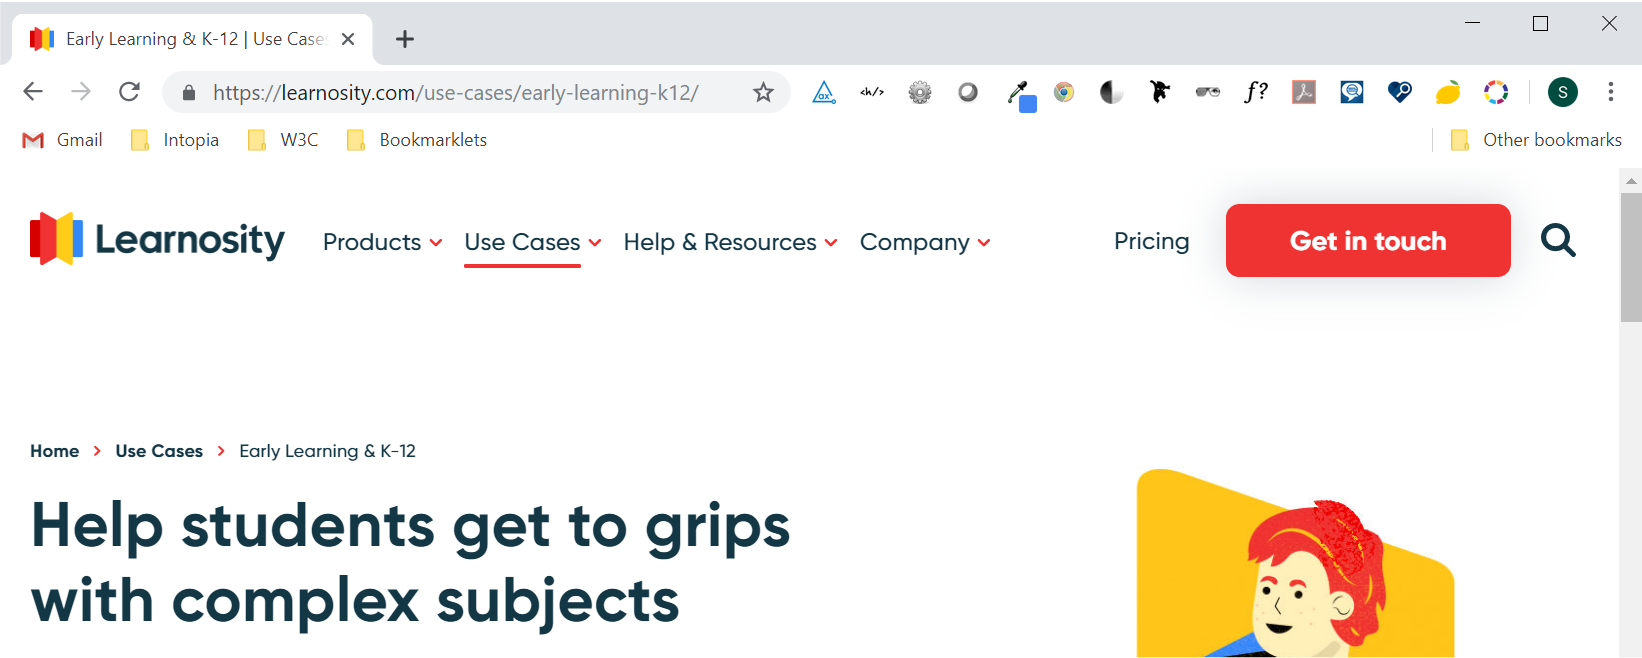 Early Learning & K-12 | Use Cases
https://learnosity.com/use-cases/early-learning-k12/
ax
<h/>
f?
S
Gmail
Intopia
W3C
Bookmarklets
Other bookmarks
Learnosity
Products
Use Cases
Help & Resources
Company
Pricing
Get in touch
Home > Use Cases > Early Learning & K-12
Help students get to grips
with complex subjects